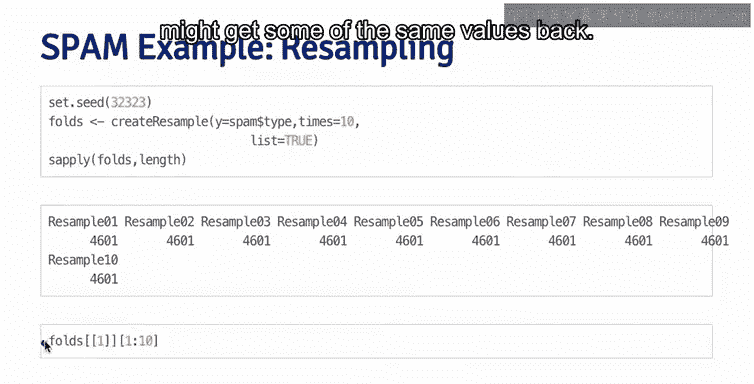 might get some of the same values back.
SPAM Example: Resampling
set.seed(32323)
folds <- createResample(y=spam$type,times=10,
list=TRUE)
sapply(folds,length)
Resample01 Resample02 Resample03 Resample04 Resample05 Resample06 Resample07 Resample08 Resample09
4601 4601 4601 4601 4601 4601 4601 4601 4601
Resample10
4601
folds[[1]][1:10]